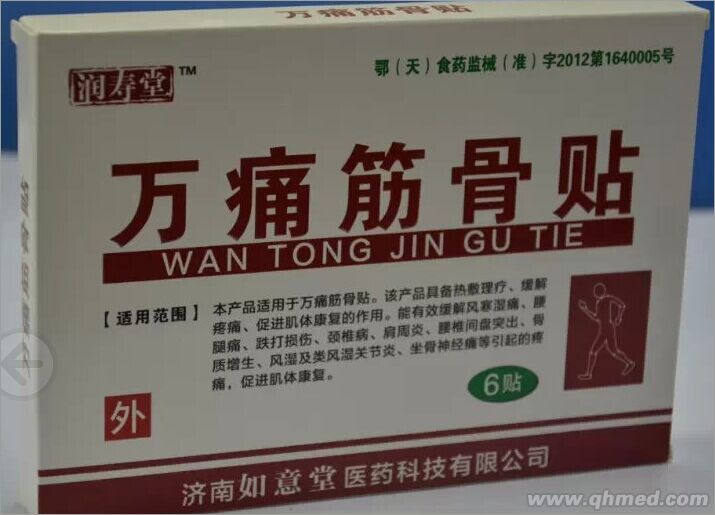 万痛筋骨贴
润寿堂™
鄂（天）食药监械（准）字2012第1640005号
万痛筋骨贴
WAN TONG JIN GU TIE
【适用范围】
本产品适用于万痛筋骨贴。该产品具备热敷理疗、缓解
疼痛、促进肌体康复的作用。能有效缓解风寒湿痛、腰
腿痛、跌打损伤、颈椎病、肩周炎、腰椎间盘突出、骨
质增生、风湿及类风湿关节炎、坐骨神经痛等引起的疼
痛，促进肌体康复。
6贴
外
济南如意堂医药科技有限公司
www.qhmed.com